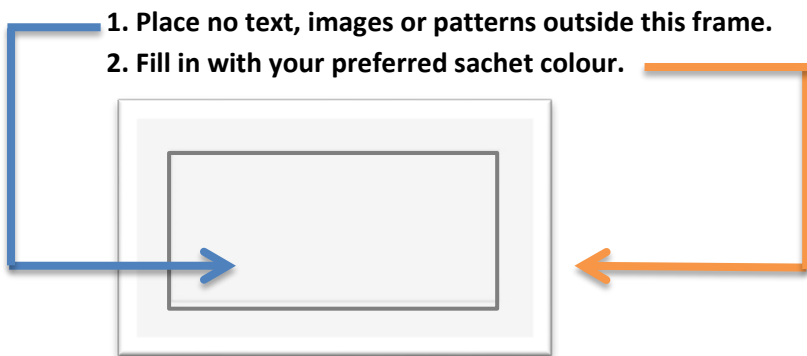 1. Place no text, images or patterns outside this frame.
2. Fill in with your preferred sachet colour.